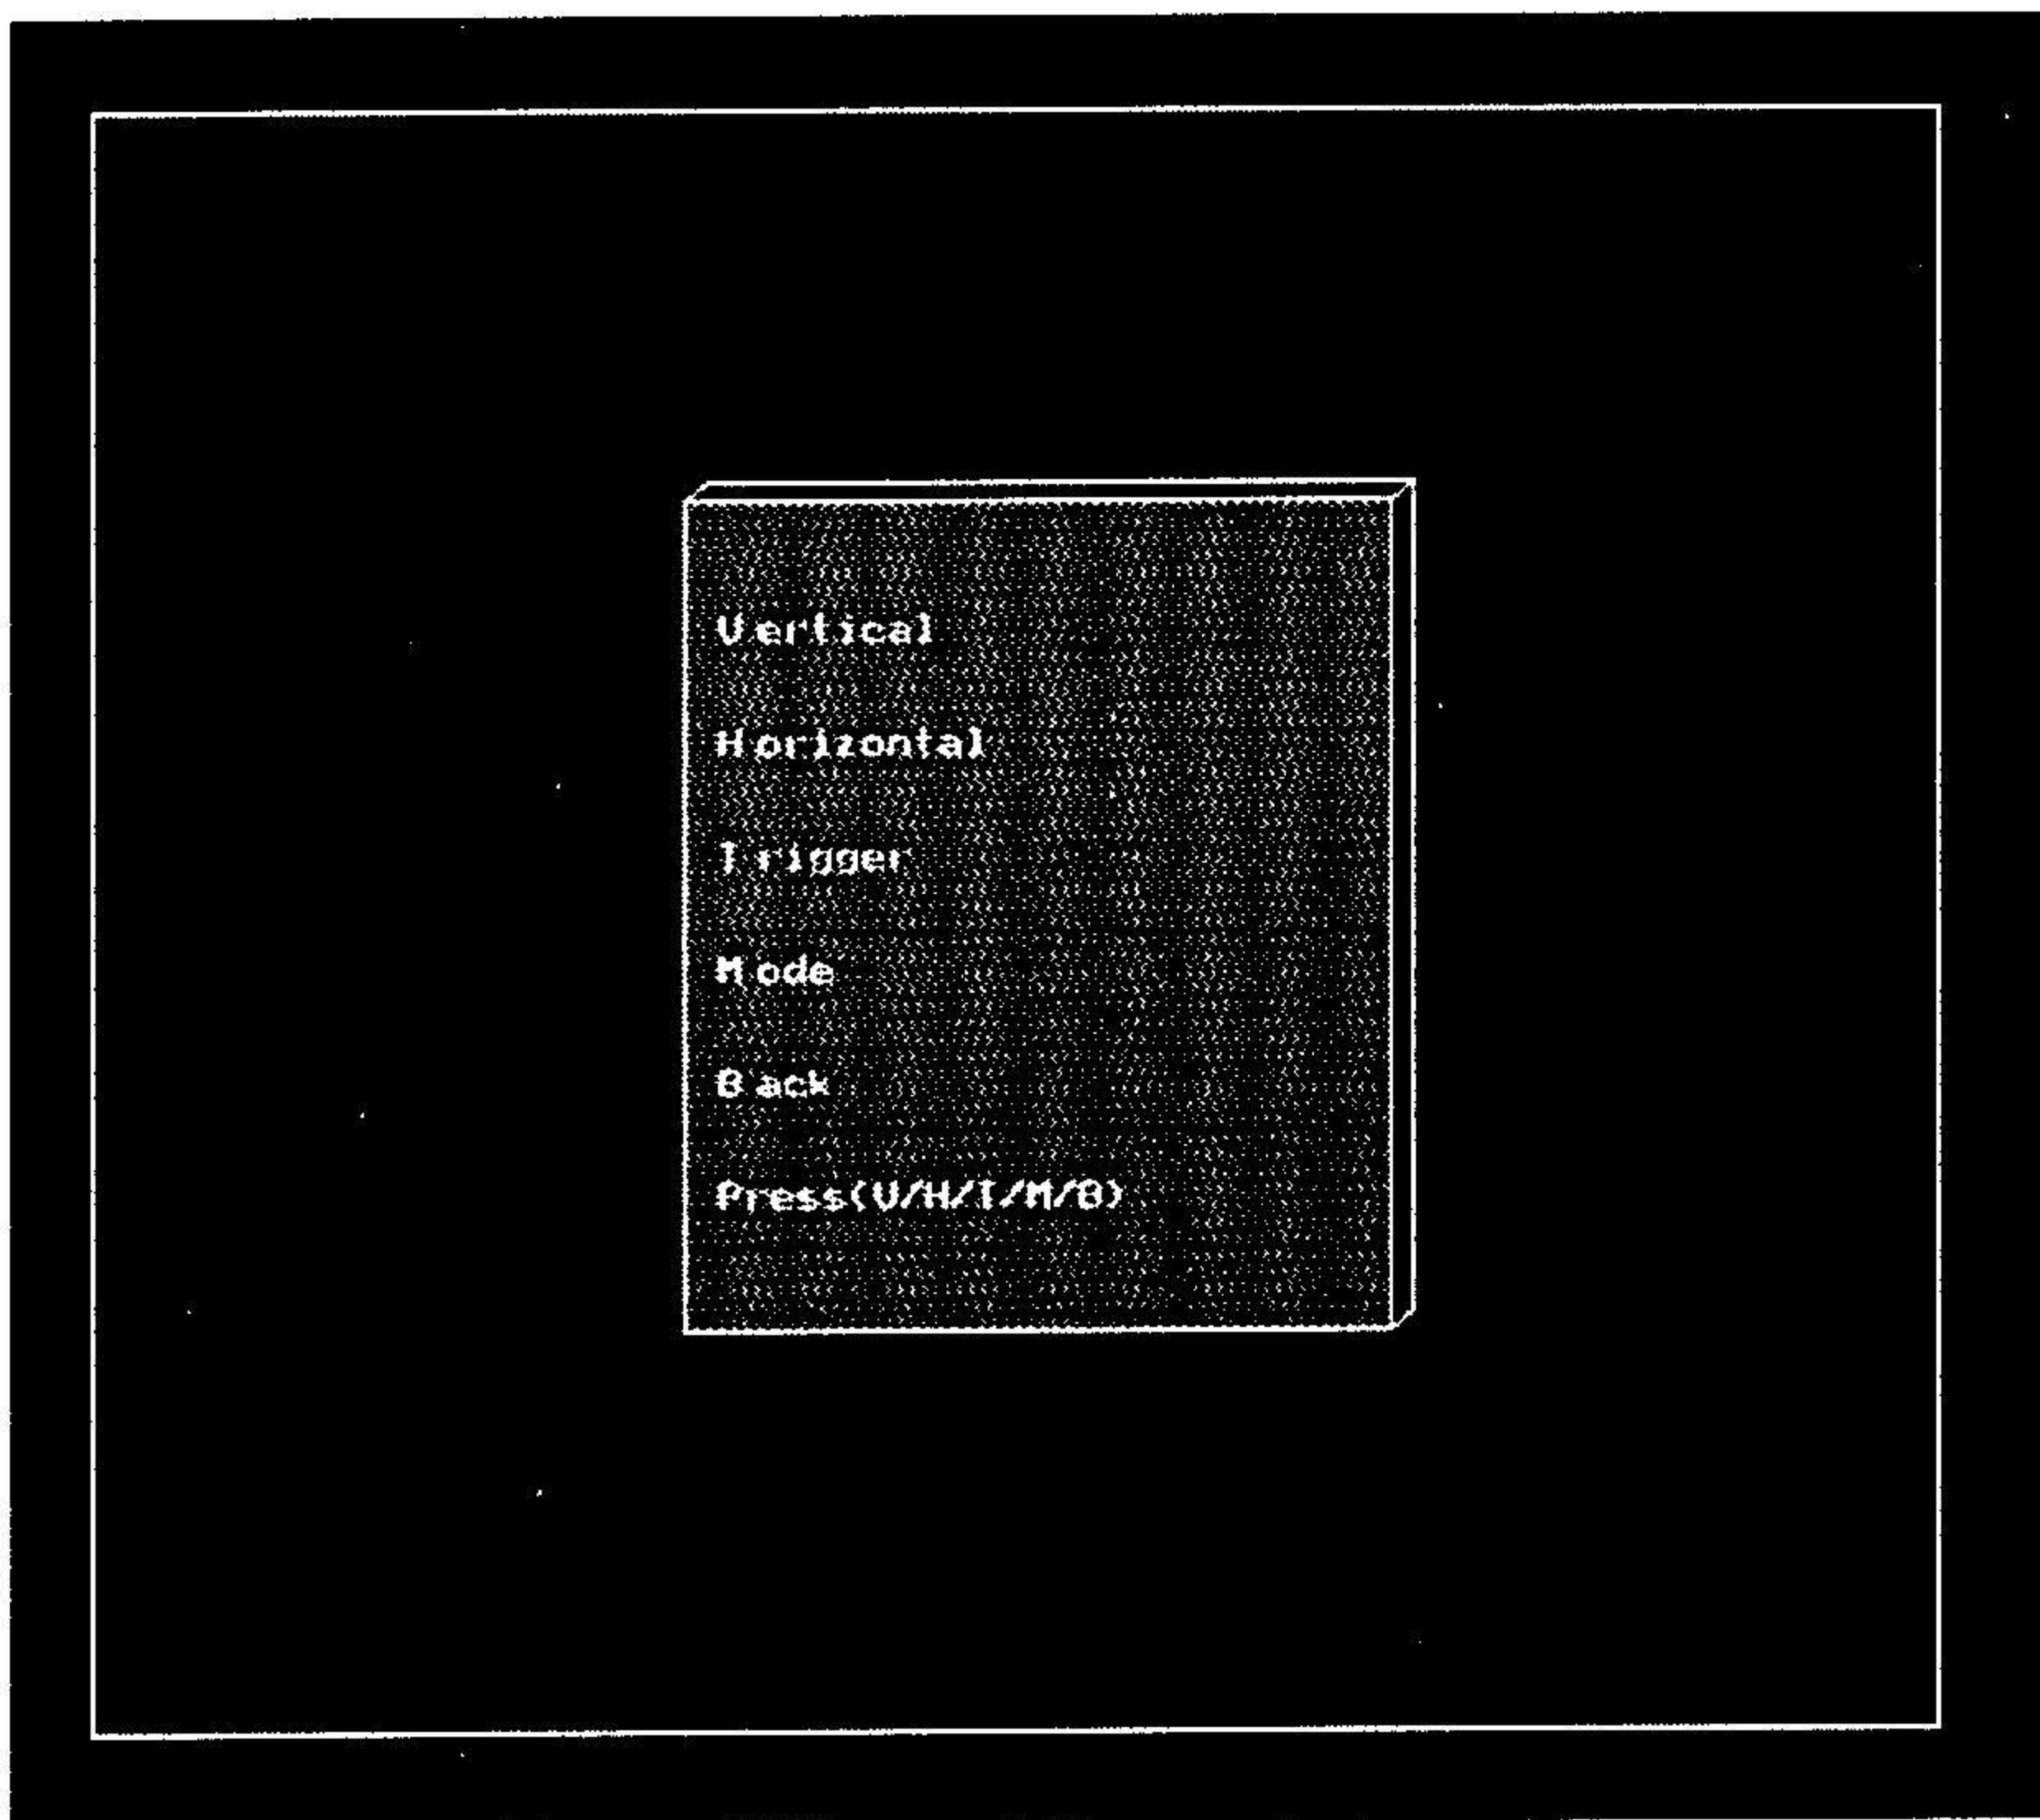 Vertical
Horizontal
Trigger
Mode
Back
Press(V/H/T/M/B)